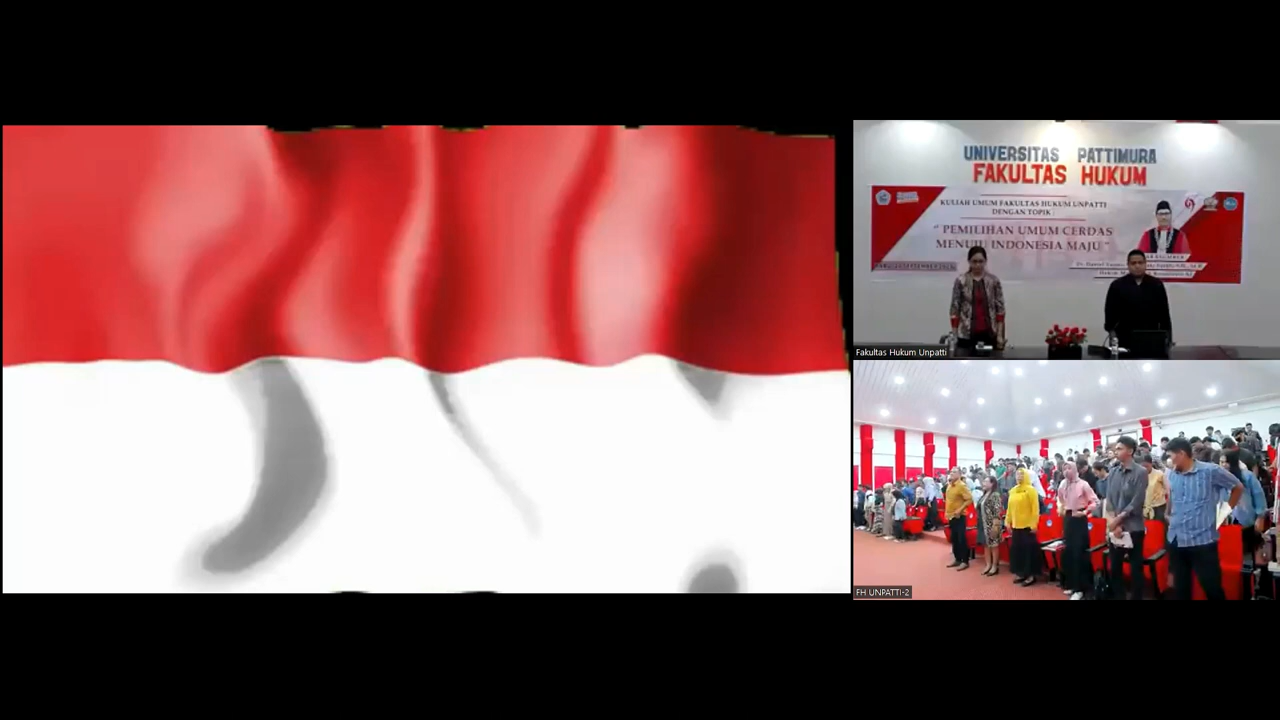 UNIVERSITAS PATTIMURA
FAKULTAS HUKUM
KULIAH UMUM FAKULTAS HUKUM UNPATTI
DENGAN TOPIK :
" PEMILIHAN UMUM CERDAS
MENUJU INDONESIA MAJU "
Fakultas Hukum Unpatti
FH UNPATTI-2